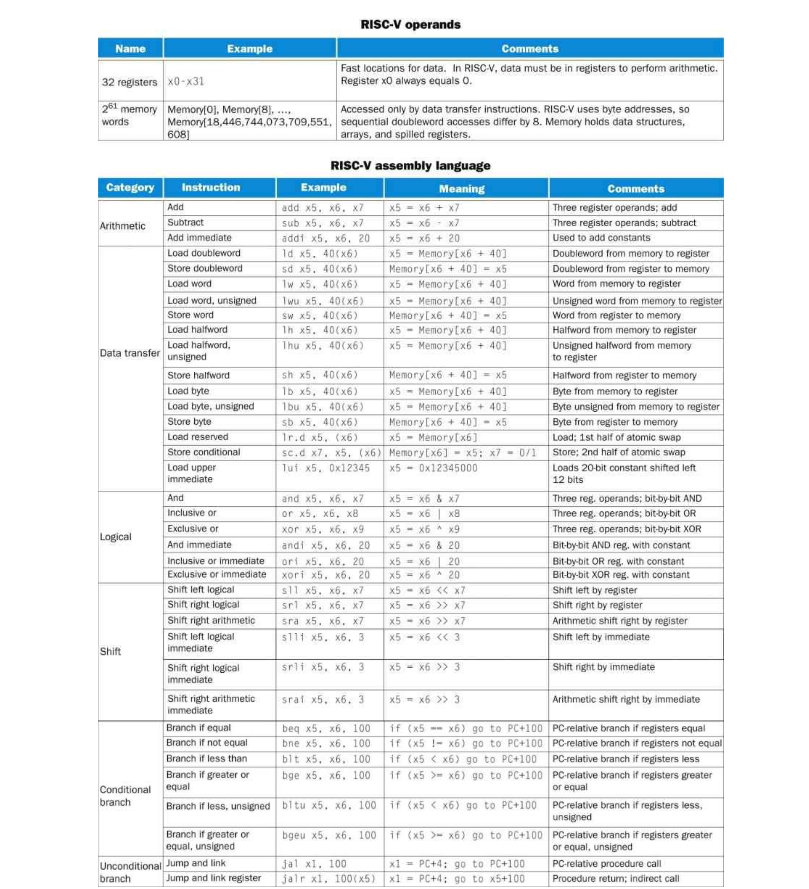 RISC-V operands
Name Example Comments
32 registers x0-x31 Fast locations for data. In RISC-V, data must be in registers to perform arithmetic.
Register x0 always equals 0.
2^61 memory Memory[0], Memory[8], …, Accessed only by data transfer instructions. RISC-V uses byte addresses, so
words Memory[18,446,744,073,709,551, sequential doubleword accesses differ by 8. Memory holds data structures,
608] arrays, and spilled registers.
RISC-V assembly language
Category Instruction Example Meaning Comments
Arithmetic
Add add x5, x6, x7 x5 = x6 + x7 Three register operands; add
Subtract sub x5, x6, x7 x5 = x6 - x7 Three register operands; subtract
Add immediate addi x5, x6, 20 x5 = x6 + 20 Used to add constants
Data transfer
Load doubleword ld x5, 40(x6) x5 = Memory[x6 + 40] Doubleword from memory to register
Store doubleword sd x5, 40(x6) Memory[x6 + 40] = x5 Doubleword from register to memory
Load word lw x5, 40(x6) x5 = Memory[x6 + 40] Word from memory to register
Load word, unsigned lwu x5, 40(x6) x5 = Memory[x6 + 40] Unsigned word from memory to register
Store word sw x5, 40(x6) Memory[x6 + 40] = x5 Word from register to memory
Load halfword lh x5, 40(x6) x5 = Memory[x6 + 40] Halfword from memory to register
Load halfword, lhu x5, 40(x6) x5 = Memory[x6 + 40] Unsigned halfword from memory
unsigned to register
Store halfword sh x5, 40(x6) Memory[x6 + 40] = x5 Halfword from register to memory
Load byte lb x5, 40(x6) x5 = Memory[x6 + 40] Byte from memory to register
Load byte, unsigned lbu x5, 40(x6) x5 = Memory[x6 + 40] Byte unsigned from memory to register
Store byte sb x5, 40(x6) Memory[x6 + 40] = x5 Byte from register to memory
Load reserved lr.d x5, (x6) x5 = Memory[x6] Load; 1st half of atomic swap
Store conditional sc.d x7, x5, (x6) Memory[x6] = x5; x7 = 0/1 Store; 2nd half of atomic swap
Load upper lui x5, 0x12345 x5 = 0x12345000 Loads 20-bit constant shifted left
immediate 12 bits
Logical
And and x5, x6, x7 x5 = x6 & x7 Three reg. operands; bit-by-bit AND
Inclusive or or x5, x6, x8 x5 = x6 | x8 Three reg. operands; bit-by-bit OR
Exclusive or xor x5, x6, x9 x5 = x6 ^ x9 Three reg. operands; bit-by-bit XOR
And immediate andi x5, x6, 20 x5 = x6 & 20 Bit-by-bit AND reg. with constant
Inclusive or immediate ori x5, x6, 20 x5 = x6 | 20 Bit-by-bit OR reg. with constant
Exclusive or immediate xori x5, x6, 20 x5 = x6 ^ 20 Bit-by-bit XOR reg. with constant
Shift
Shift left logical sll x5, x6, x7 x5 = x6 << x7 Shift left by register
Shift right logical srl x5, x6, x7 x5 = x6 >> x7 Shift right by register
Shift right arithmetic sra x5, x6, x7 x5 = x6 >> x7 Arithmetic shift right by register
Shift left logical slli x5, x6, 3 x5 = x6 << 3 Shift left by immediate
immediate
Shift right logical srli x5, x6, 3 x5 = x6 >> 3 Shift right by immediate
immediate
Shift right arithmetic srai x5, x6, 3 x5 = x6 >> 3 Arithmetic shift right by immediate
immediate
Conditional
branch
Branch if equal beq x5, x6, 100 if (x5 == x6) go to PC+100 PC-relative branch if registers equal
Branch if not equal bne x5, x6, 100 if (x5 != x6) go to PC+100 PC-relative branch if registers not equal
Branch if less than blt x5, x6, 100 if (x5 < x6) go to PC+100 PC-relative branch if registers less
Branch if greater or bge x5, x6, 100 if (x5 >= x6) go to PC+100 PC-relative branch if registers greater
equal or equal
Branch if less, unsigned bltu x5, x6, 100 if (x5 < x6) go to PC+100 PC-relative branch if registers less,
unsigned
Branch if greater or bgeu x5, x6, 100 if (x5 >= x6) go to PC+100 PC-relative branch if registers greater
equal, unsigned or equal, unsigned
Unconditional
branch
Jump and link jal x1, 100 x1 = PC+4; go to PC+100 PC-relative procedure call
Jump and link register jalr x1, 100(x5) x1 = PC+4; go to x5+100 Procedure return; indirect call